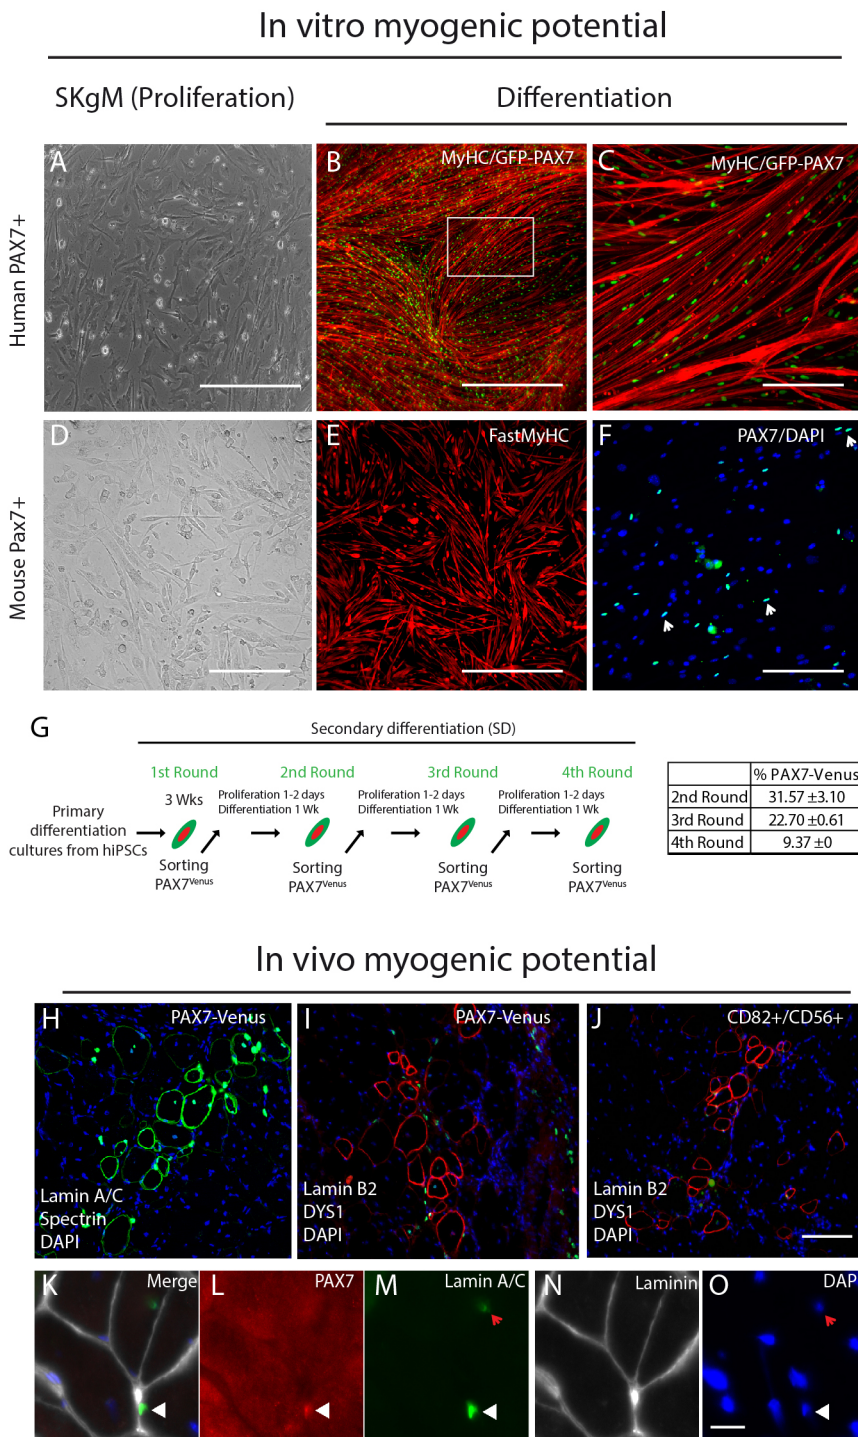 In vitro myogenic potential
SKgM (Proliferation)
Differentiation
Human PAX7+
A
B
MyHC/GFP-PAX7
C
MyHC/GFP-PAX7
Mouse Pax7+
D
E
FastMyHC
F
PAX7/DAPI
G
Secondary differentiation (SD)
1st Round
2nd Round
3rd Round
4th Round
Primary
differentiation
cultures from hiPSCs
3 Wks
Proliferation 1-2 days
Differentiation 1 Wk
Proliferation 1-2 days
Differentiation 1 Wk
Proliferation 1-2 days
Differentiation 1 Wk
Sorting
PAX7Venus
Sorting
PAX7Venus
Sorting
PAX7Venus
Sorting
PAX7Venus
% PAX7-Venus
2nd Round 31.57 ±3.10
3rd Round 22.70 ±0.61
4th Round 9.37 ±0
In vivo myogenic potential
H
PAX7-Venus
Lamin A/C
Spectrin
DAPI
I
PAX7-Venus
Lamin B2
DYS1
DAPI
J
CD82+/CD56+
Lamin B2
DYS1
DAPI
K
Merge
L
PAX7
M
Lamin A/C
N
Laminin
O
DAP